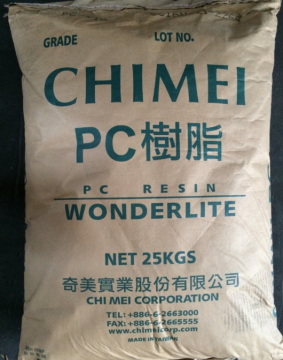 GRADE LOT NO.
CHIMEI
PC樹脂
PC RESIN
WONDERLITE
NET 25KGS
奇美實業股份有限公司
CHI MEI CORPORATION
TEL:+886-6-2663000
FAX:+886-6-2665555
www.chimeicorp.com
MADE IN TAIWAN